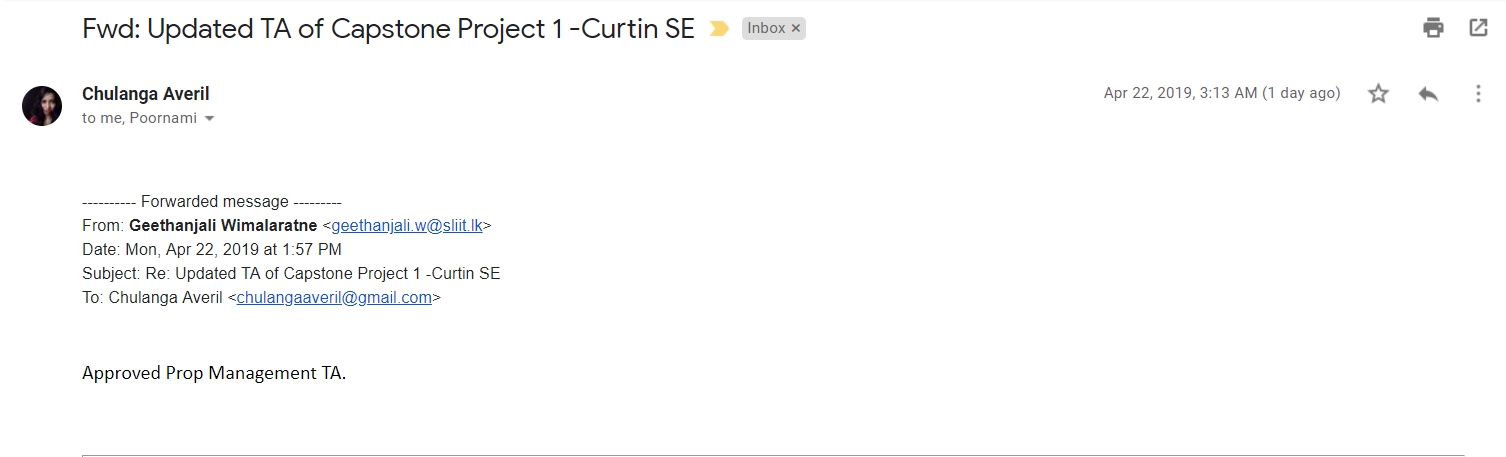 Fwd: Updated TA of Capstone Project 1 -Curtin SE Inbox ×
Chulanga Averil Apr 22, 2019, 3:13 AM (1 day ago)
to me, Poornami
---------- Forwarded message ---------
From: Geethanjali Wimalaratne <geethanjali.w@sliit.lk>
Date: Mon, Apr 22, 2019 at 1:57 PM
Subject: Re: Updated TA of Capstone Project 1 -Curtin SE
To: Chulanga Averil <chulangaaveril@gmail.com>
Approved Prop Management TA.